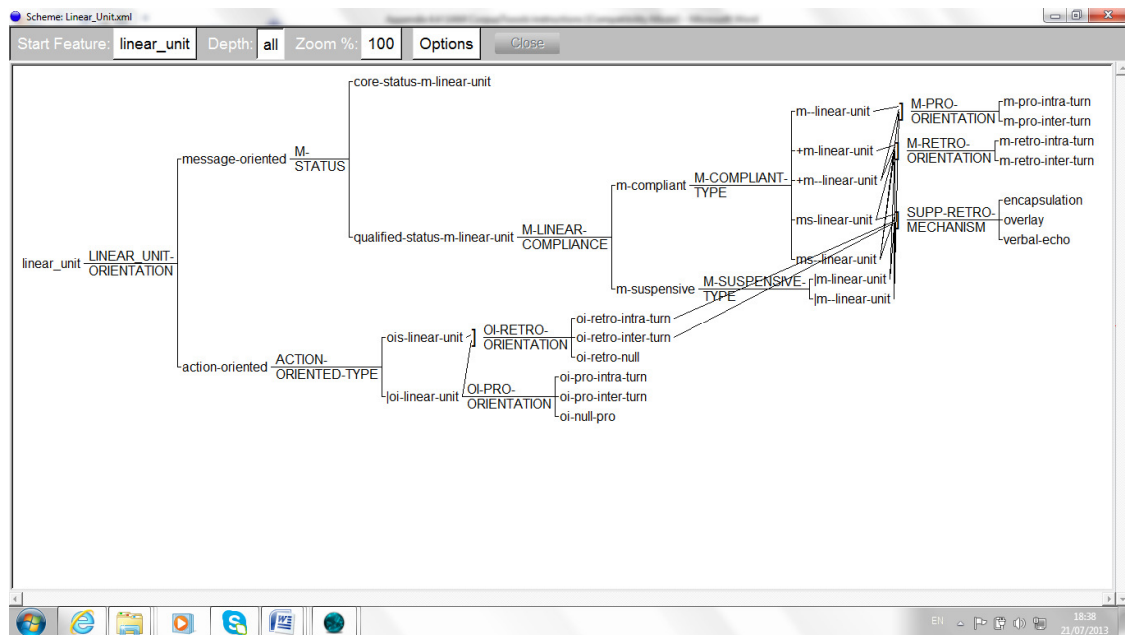 Scheme: Linear_Unit.xml
Start Feature: linear_unit Depth: all Zoom %: 100 Options Close
core-status-m-linear-unit
m--linear-unit
M-PRO-
ORIENTATION
m-pro-intra-turn
m-pro-inter-turn
message-oriented
M-
STATUS
+m-linear-unit
M-RETRO-
ORIENTATION
m-retro-intra-turn
m-retro-inter-turn
m-compliant
M-COMPLIANT-
TYPE
+m--linear-unit
ms-linear-unit
SUPP-RETRO-
MECHANISM
encapsulation
overlay
verbal-echo
qualified-status-m-linear-unit
M-LINEAR-
COMPLIANCE
ms--linear-unit
linear_unit
LINEAR_UNIT-
ORIENTATION
m-suspensive
M-SUSPENSIVE-
TYPE
|m-linear-unit
|m--linear-unit
action-oriented
ACTION-
ORIENTED-TYPE
ois-linear-unit
OI-RETRO-
ORIENTATION
oi-retro-intra-turn
oi-retro-inter-turn
oi-retro-null
|oi-linear-unit
OI-PRO-
ORIENTATION
oi-pro-intra-turn
oi-pro-inter-turn
oi-null-pro
EN
18:38
21/07/2013